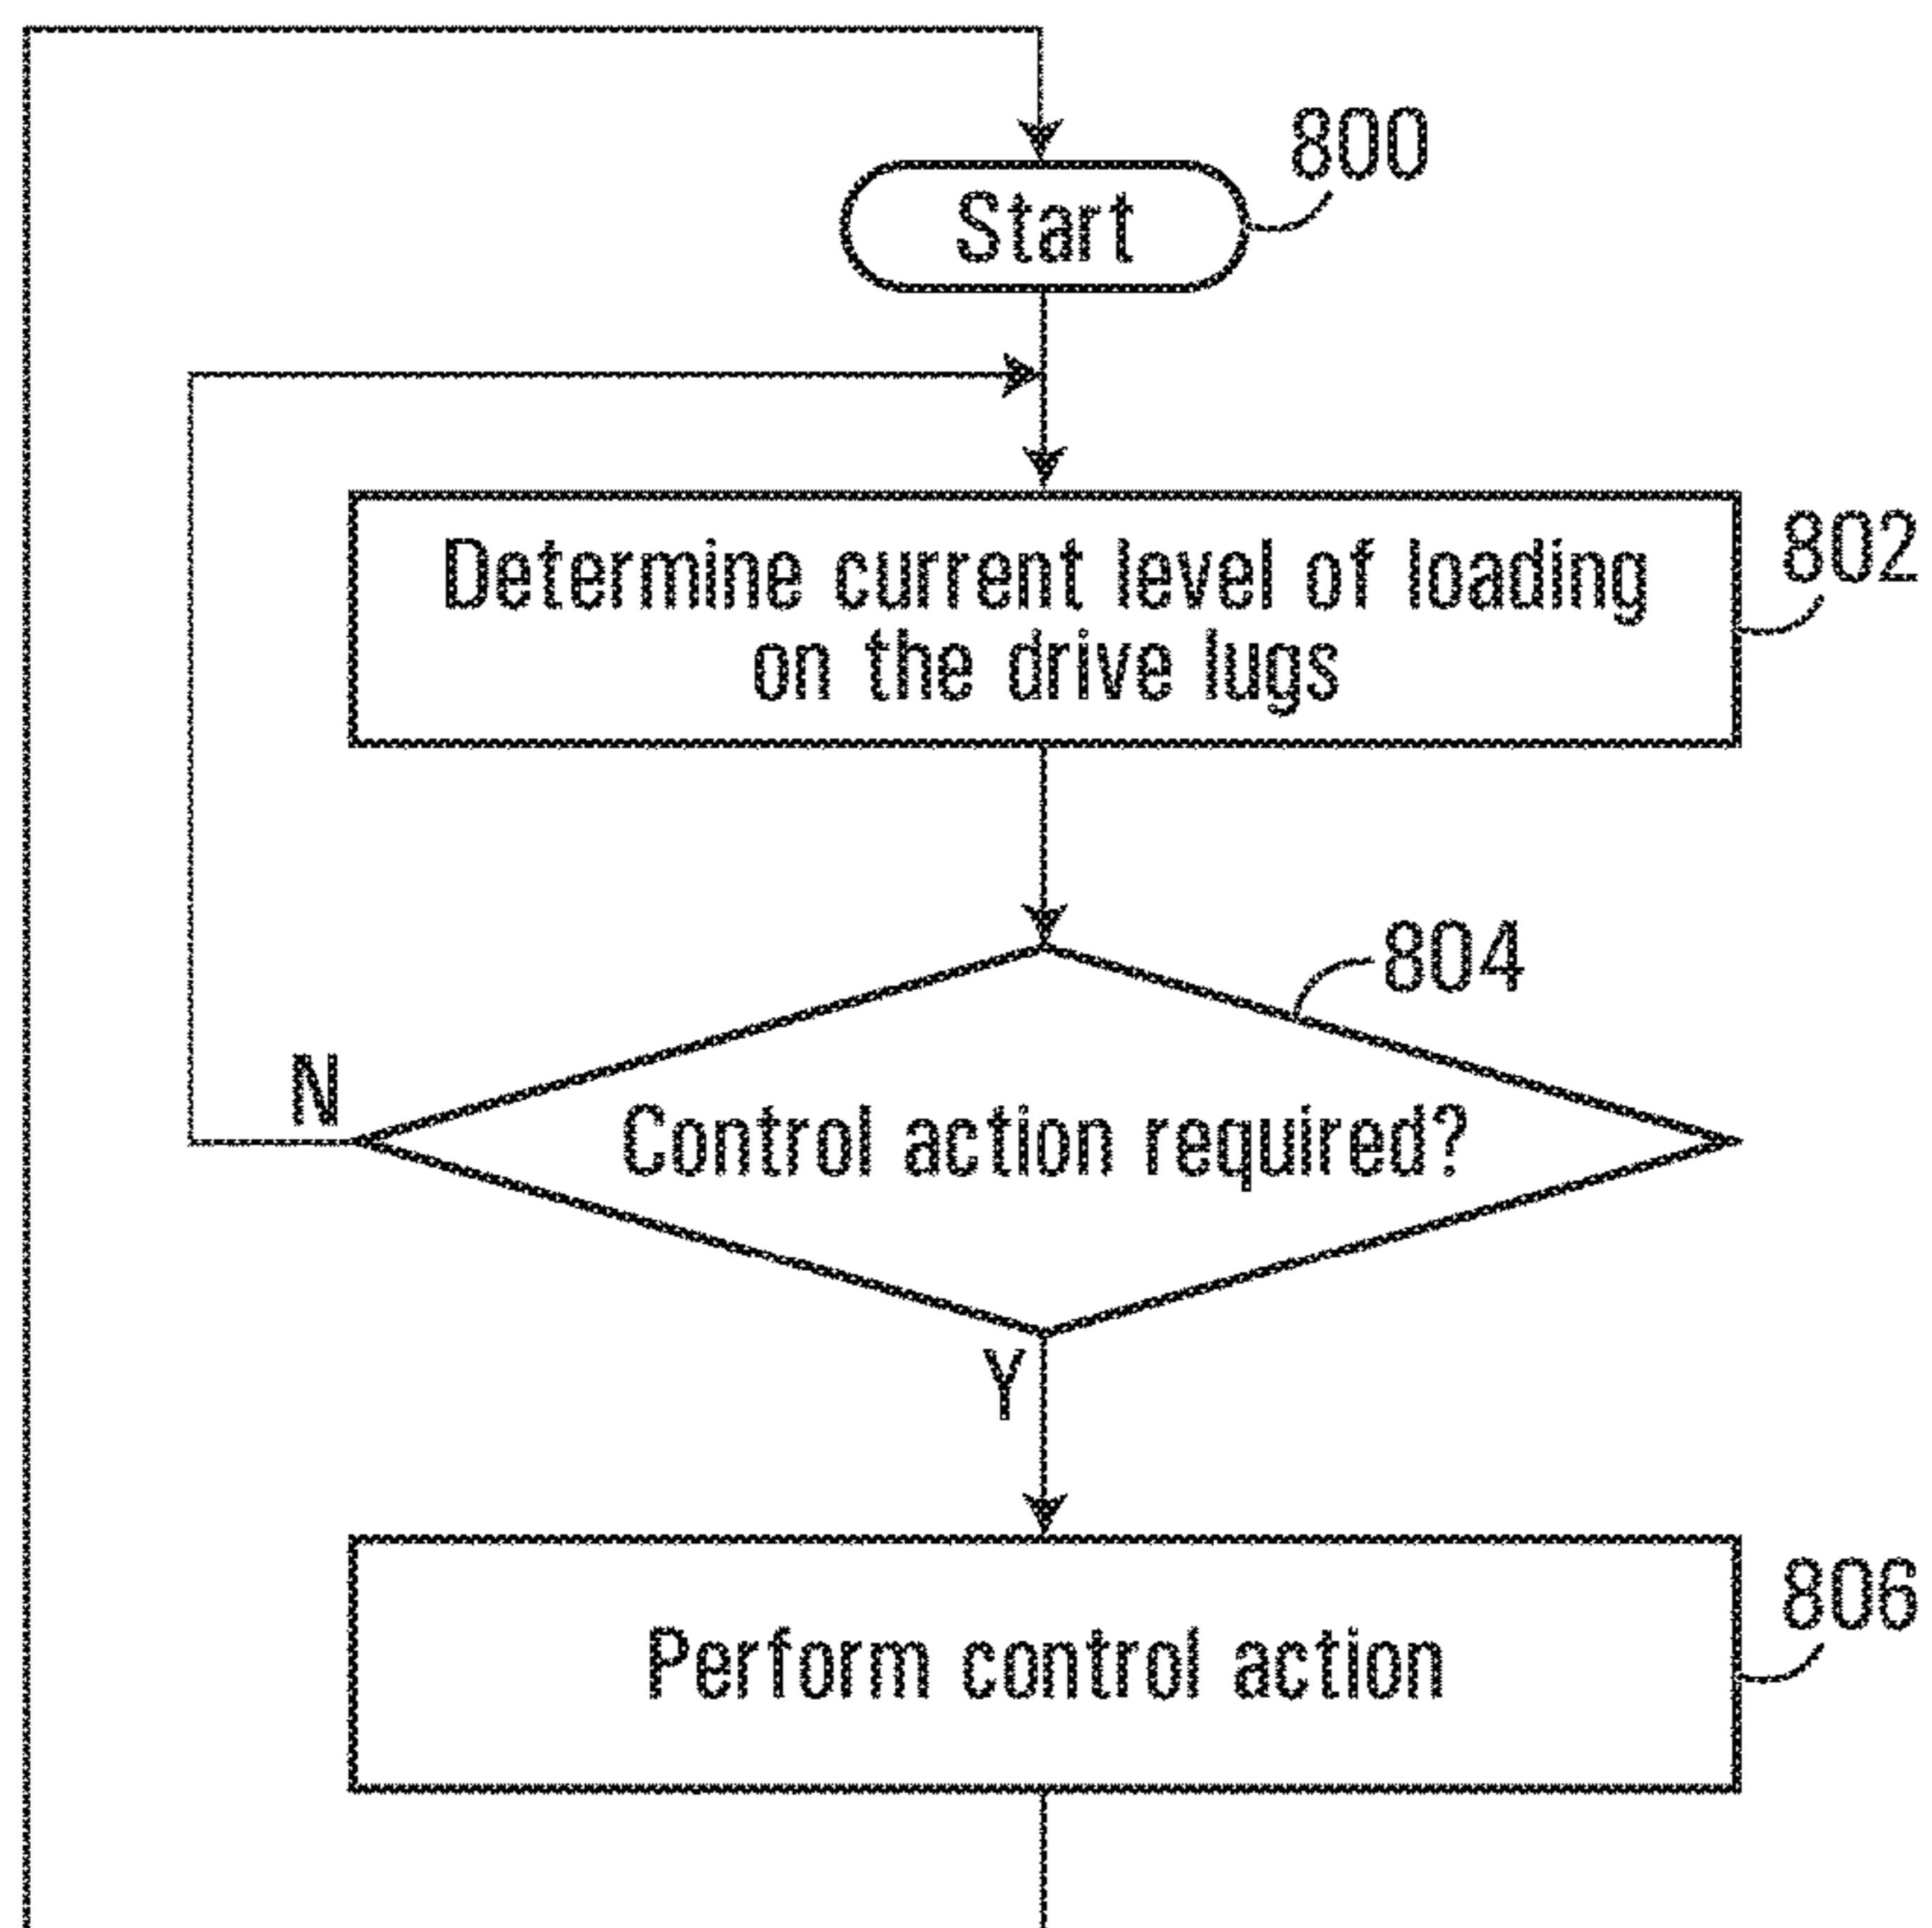 800
Start
Determine current level of loading
on the drive lugs
802
804
N
Control action required?
Y
Perform control action
806